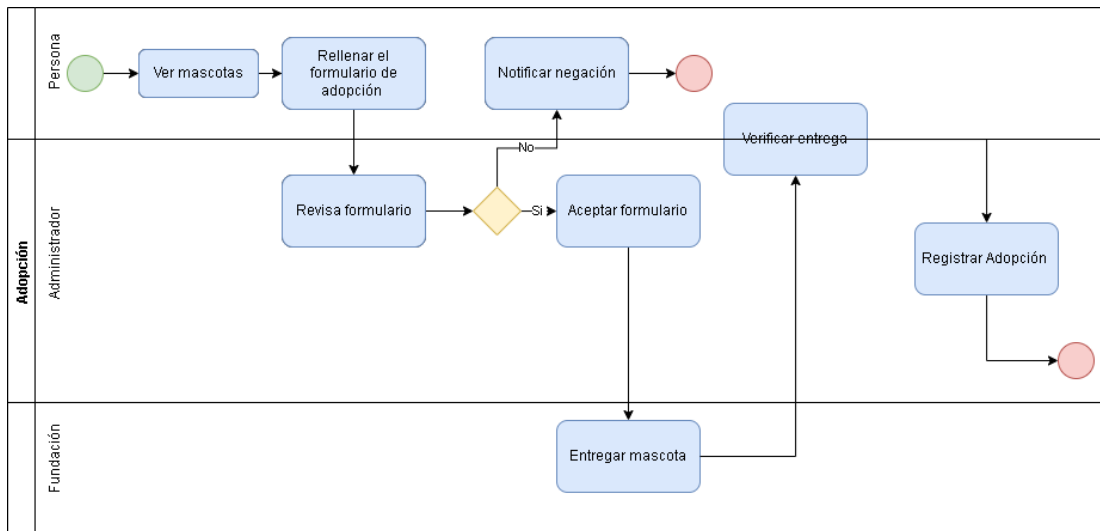 Adopción
Persona
Ver mascotas
Rellenar el
formulario de
adopción
Notificar negación
Verificar entrega
No
Administrador
Revisa formulario
Si
Aceptar formulario
Registrar Adopción
Fundación
Entregar mascota